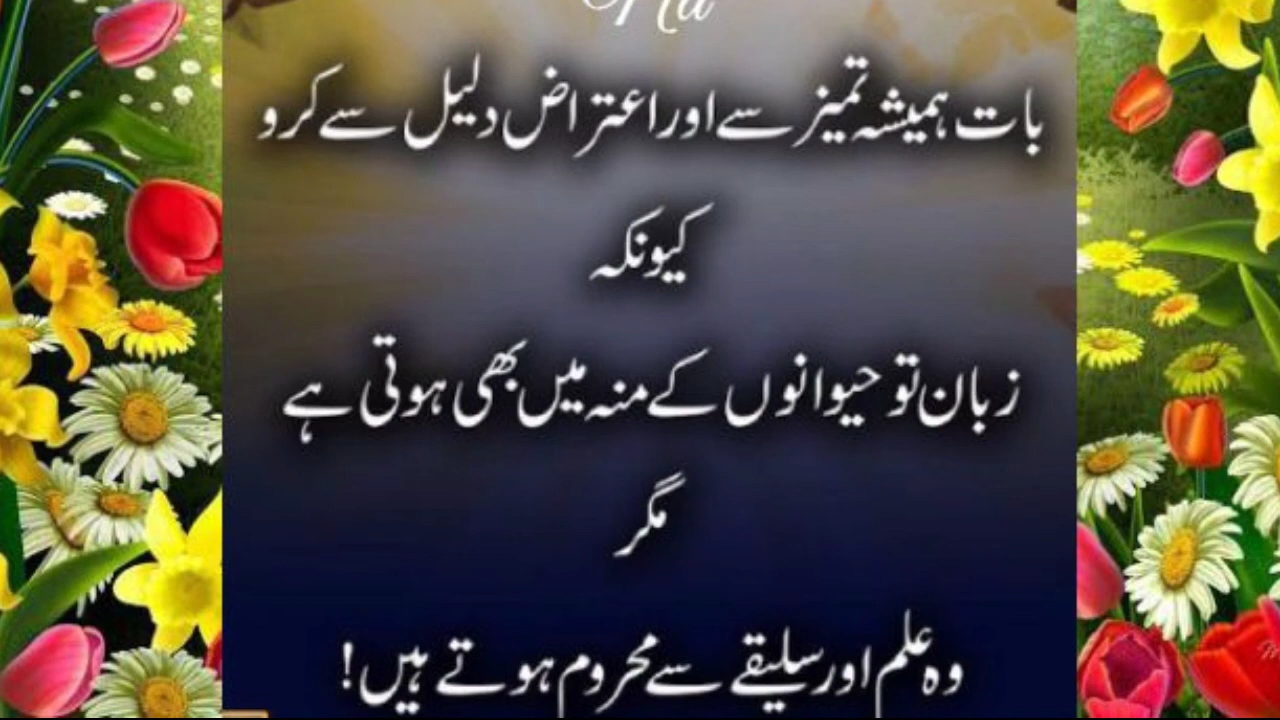 بات ہمیشہ تمیز سے اور اعتراض دلیل سے کرو
کیونکہ
زبان تو حیوانوں کے منہ میں بھی ہوتی ہے
مگر
وہ علم اور سلیقے سے محروم ہوتے ہیں!